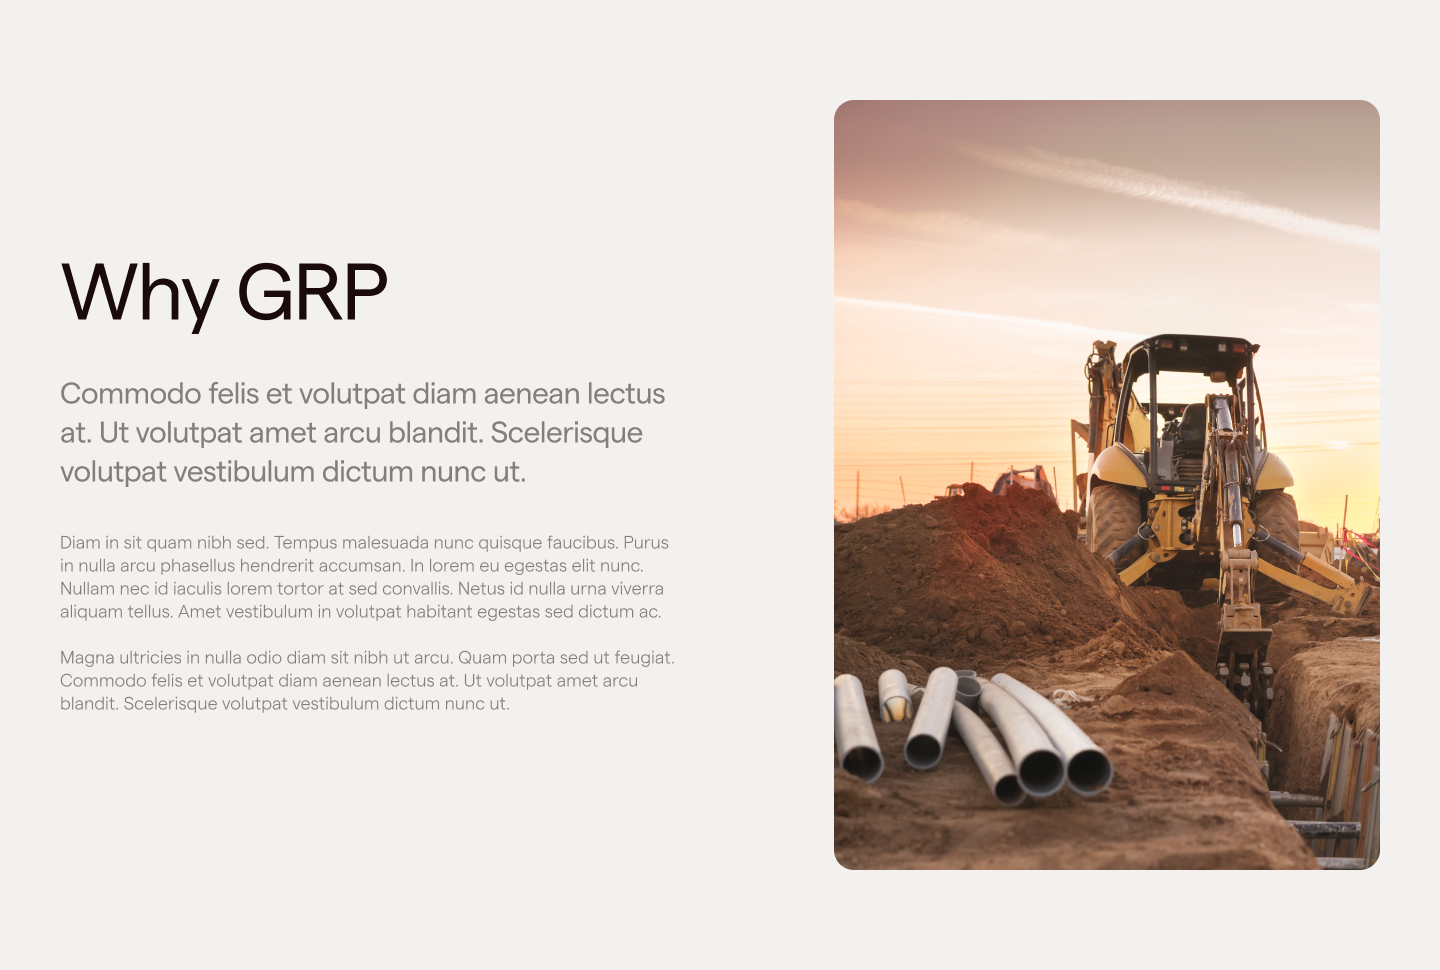 Why GRP
Commodo felis et volutpat diam aenean lectus
at. Ut volutpat amet arcu blandit. Scelerisque
volutpat vestibulum dictum nunc ut.
Diam in sit quam nibh sed. Tempus malesuada nunc quisque faucibus. Purus
in nulla arcu phasellus hendrerit accumsan. In lorem eu egestas elit nunc.
Nullam nec id iaculis lorem tortor at sed convallis. Netus id nulla urna viverra
aliquam tellus. Amet vestibulum in volutpat habitant egestas sed dictum ac.
Magna ultricies in nulla odio diam sit nibh ut arcu. Quam porta sed ut feugiat.
Commodo felis et volutpat diam aenean lectus at. Ut volutpat amet arcu
blandit. Scelerisque volutpat vestibulum dictum nunc ut.